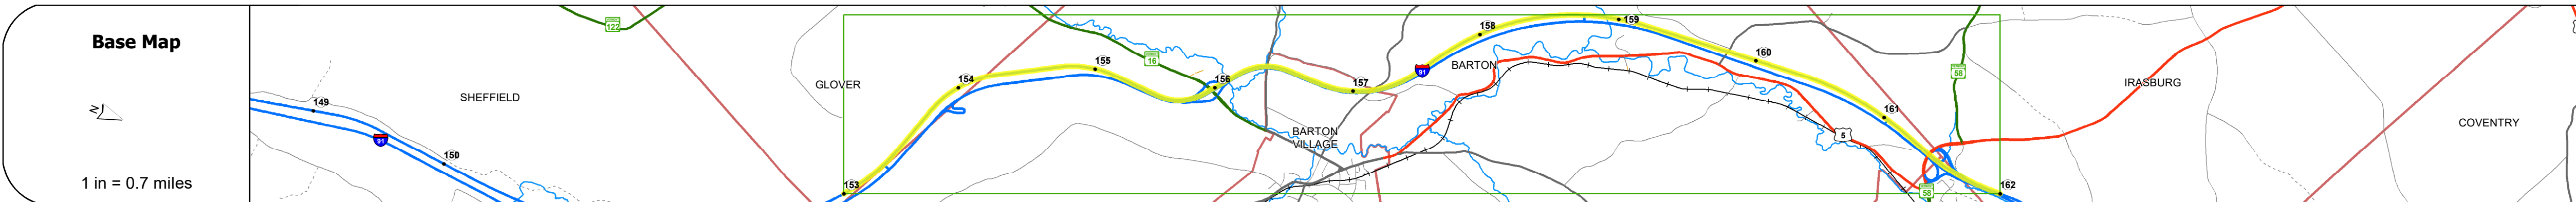 Base Map
N
1 in = 0.7 miles
149
SHEFFIELD
91
150
122
GLOVER
153
154
155
16
156
BARTON
VILLAGE
157
91
158
BARTON
159
160
161
5
58
58
162
IRASBURG
COVENTRY